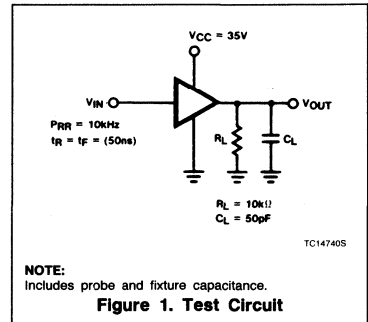 VCC = 35V
VIN
VOUT
PRR = 10kHz
tR = tF = (50ns)
RL
CL
RL = 10kΩ
CL = 50pF
TC14740S
NOTE:
Includes probe and fixture capacitance.
Figure 1. Test Circuit